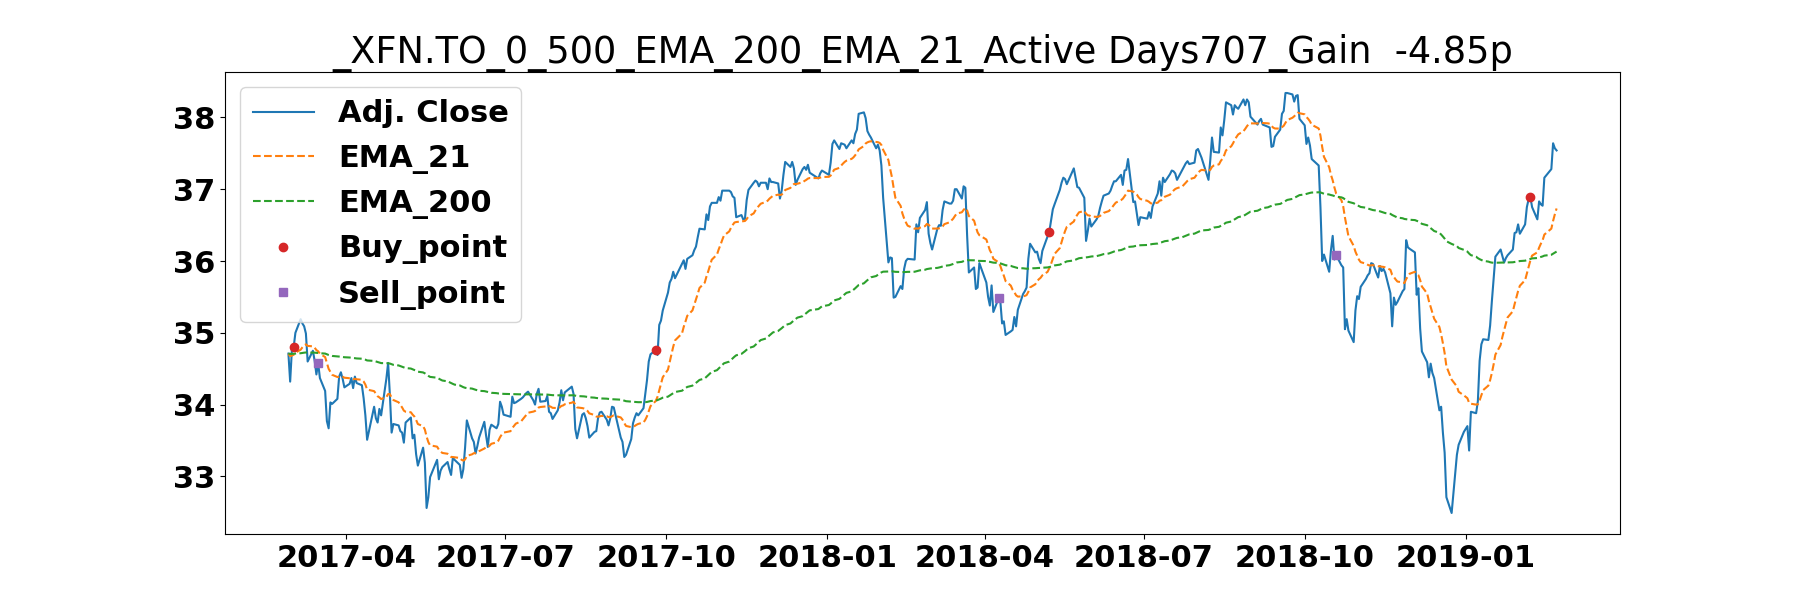 _XFN.TO_0_500_EMA_200_EMA_21_Active Days707_Gain  -4.85p
Adj. Close
EMA_21
EMA_200
Buy_point
Sell_point
38
37
36
35
34
33
2017-04 2017-07 2017-10 2018-01 2018-04 2018-07 2018-10 2019-01